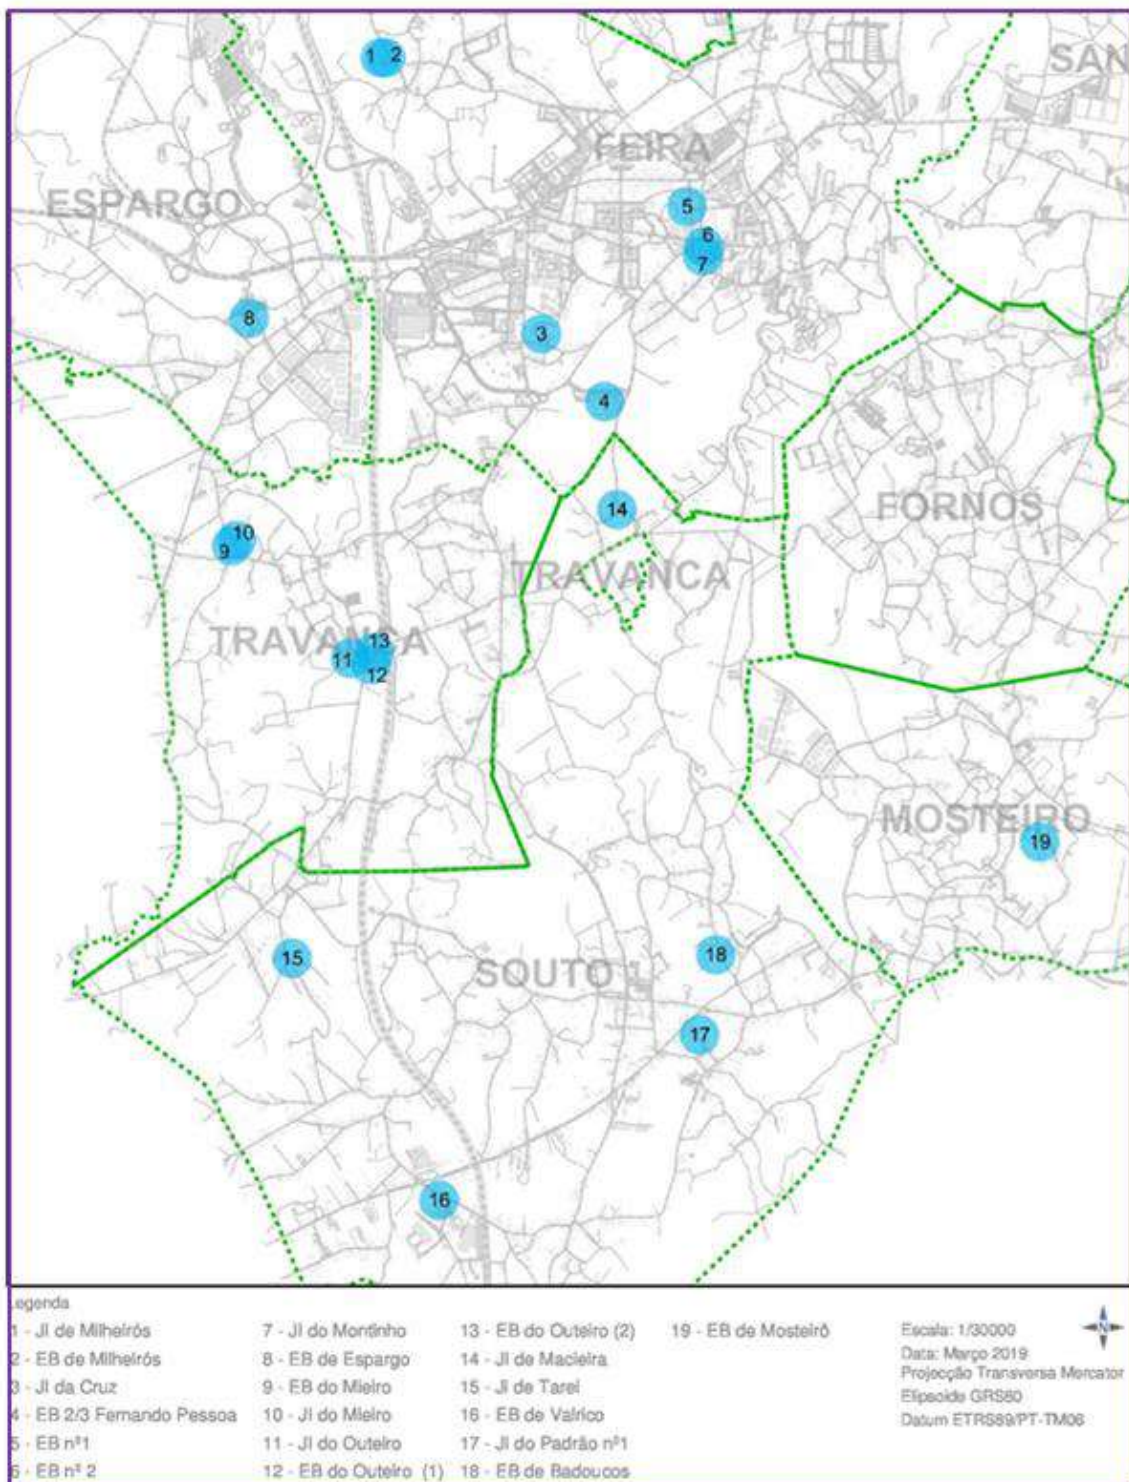 1 2
SAN
FEIRA
ESPARGO
5
6
7
8
3
4
14
FORNOS
10
9
TRAVANCA
TRAVANCA
13
11
12
MOSTEIRO
19
18
15
SOUTO
17
16
egenda
1 - JI de Milheirós
2 - EB de Milheirós
3 - JI da Cruz
4 - EB 2/3 Fernando Pessoa
5 - EB nº1
6 - EB nº 2
7 - JI do Montinho
8 - EB de Espargo
9 - EB do Mieiro
10 - JI do Mieiro
11 - JI do Outeiro
12 - EB do Outeiro (1)
13 - EB do Outeiro (2)
14 - JI de Macieira
15 - JI de Tarei
16 - EB de Valrico
17 - JI do Padrão nº1
18 - EB de Badoucos
19 - EB de Mosteirô
N
Escala: 1/30000
Data: Março 2019
Projecção Transversa Mercator
Elipsoide GRS80
Datum ETRS89/PT-TM06